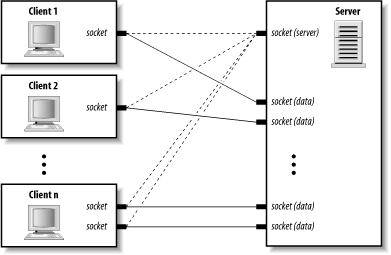 Client 1
socket
Client 2
socket
Client n
socket
socket
Server
socket (server)
socket (data)
socket (data)
socket (data)
socket (data)